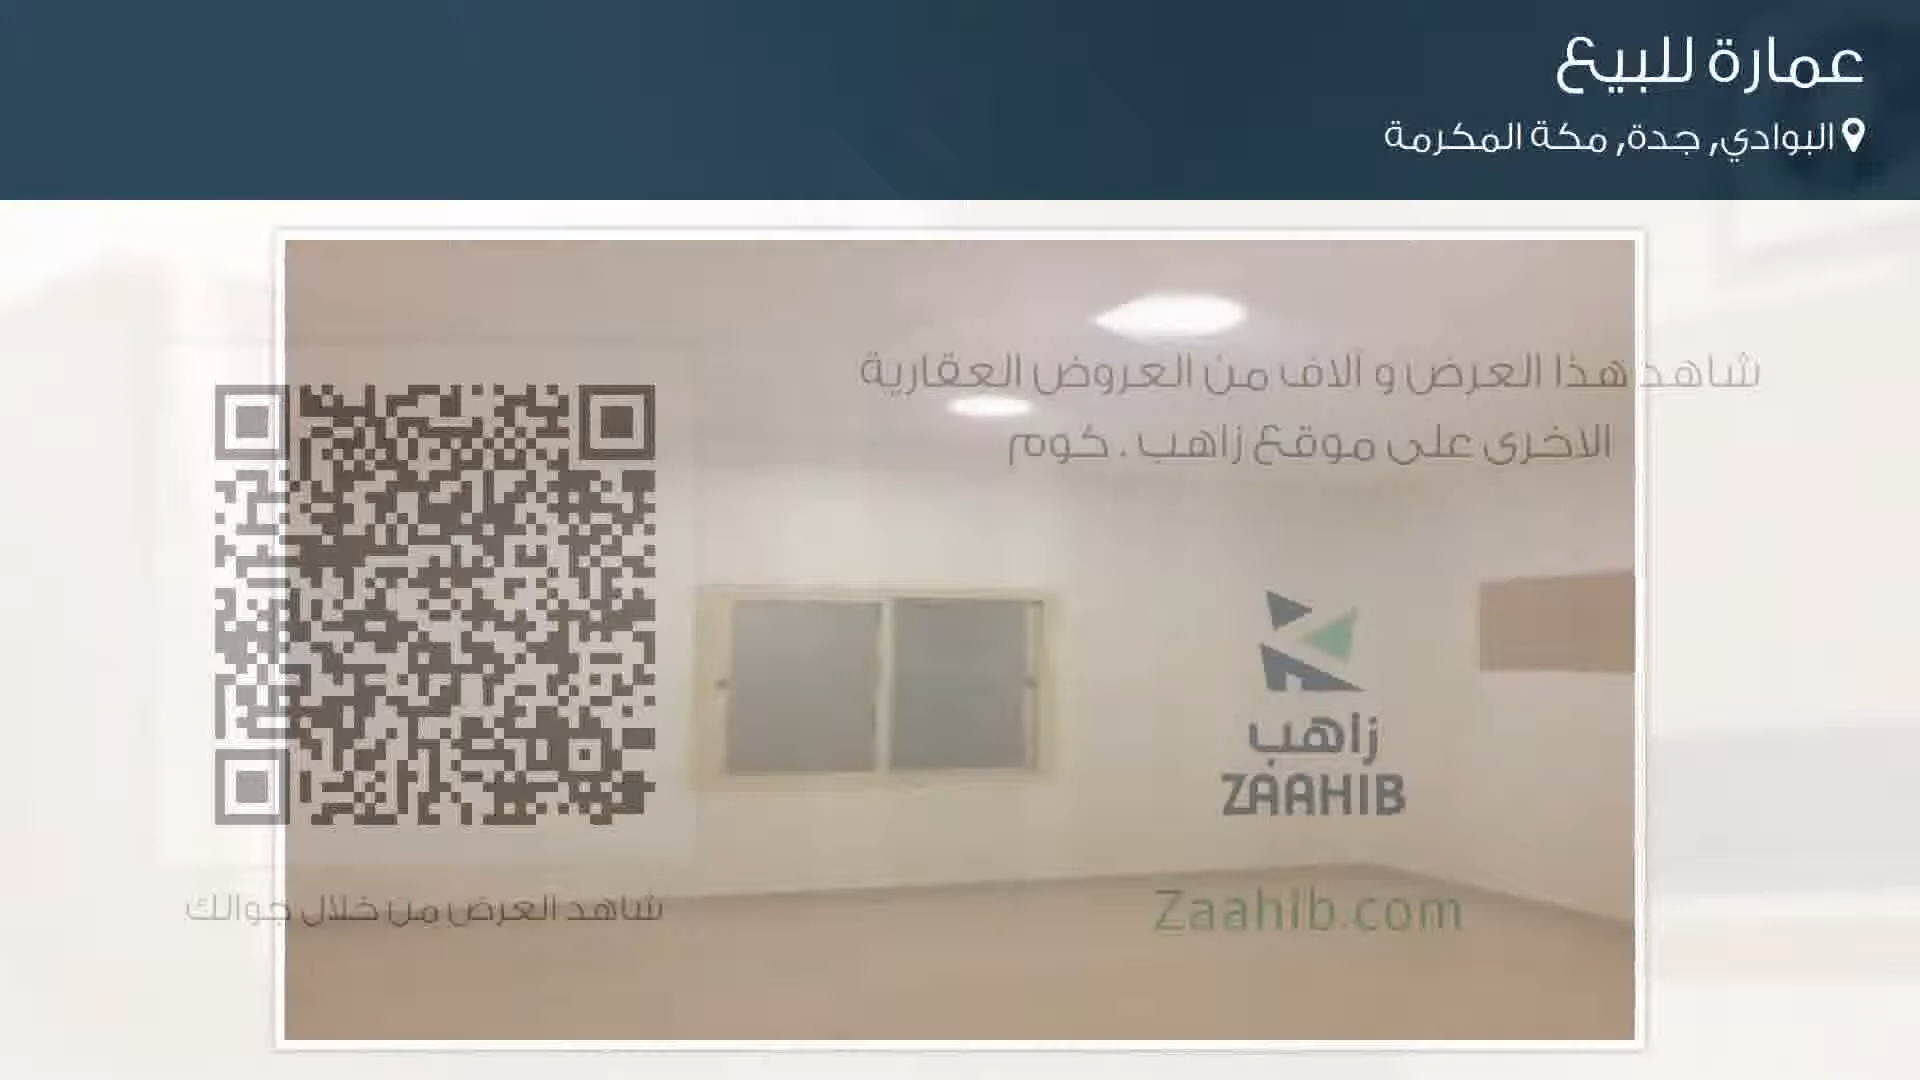 عمارة للبيع
البوادي, جدة, مكة المكرمة
شاهد هذا العرض و آلاف من العروض العقارية
الاخرى على موقع زاهب . كوم
زاهب
ZAAHIB
Zaahib.com
شاهد العرض من خلال جوالك